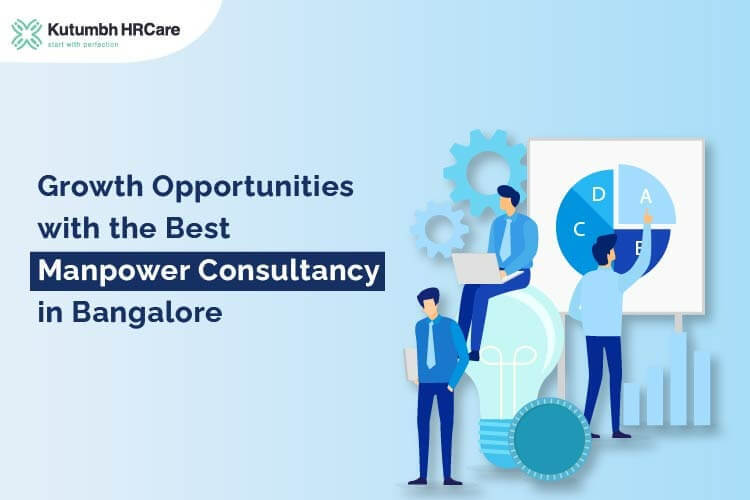 Kutumbh HRCare
start with perfection
Growth Opportunities
with the Best
Manpower Consultancy
in Bangalore
D
A
C
B